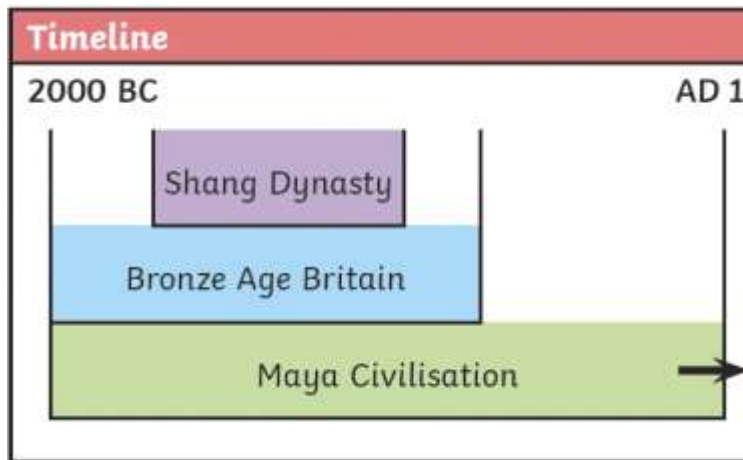 Timeline
2000 BC AD 1
Shang Dynasty
Bronze Age Britain
Maya Civilisation